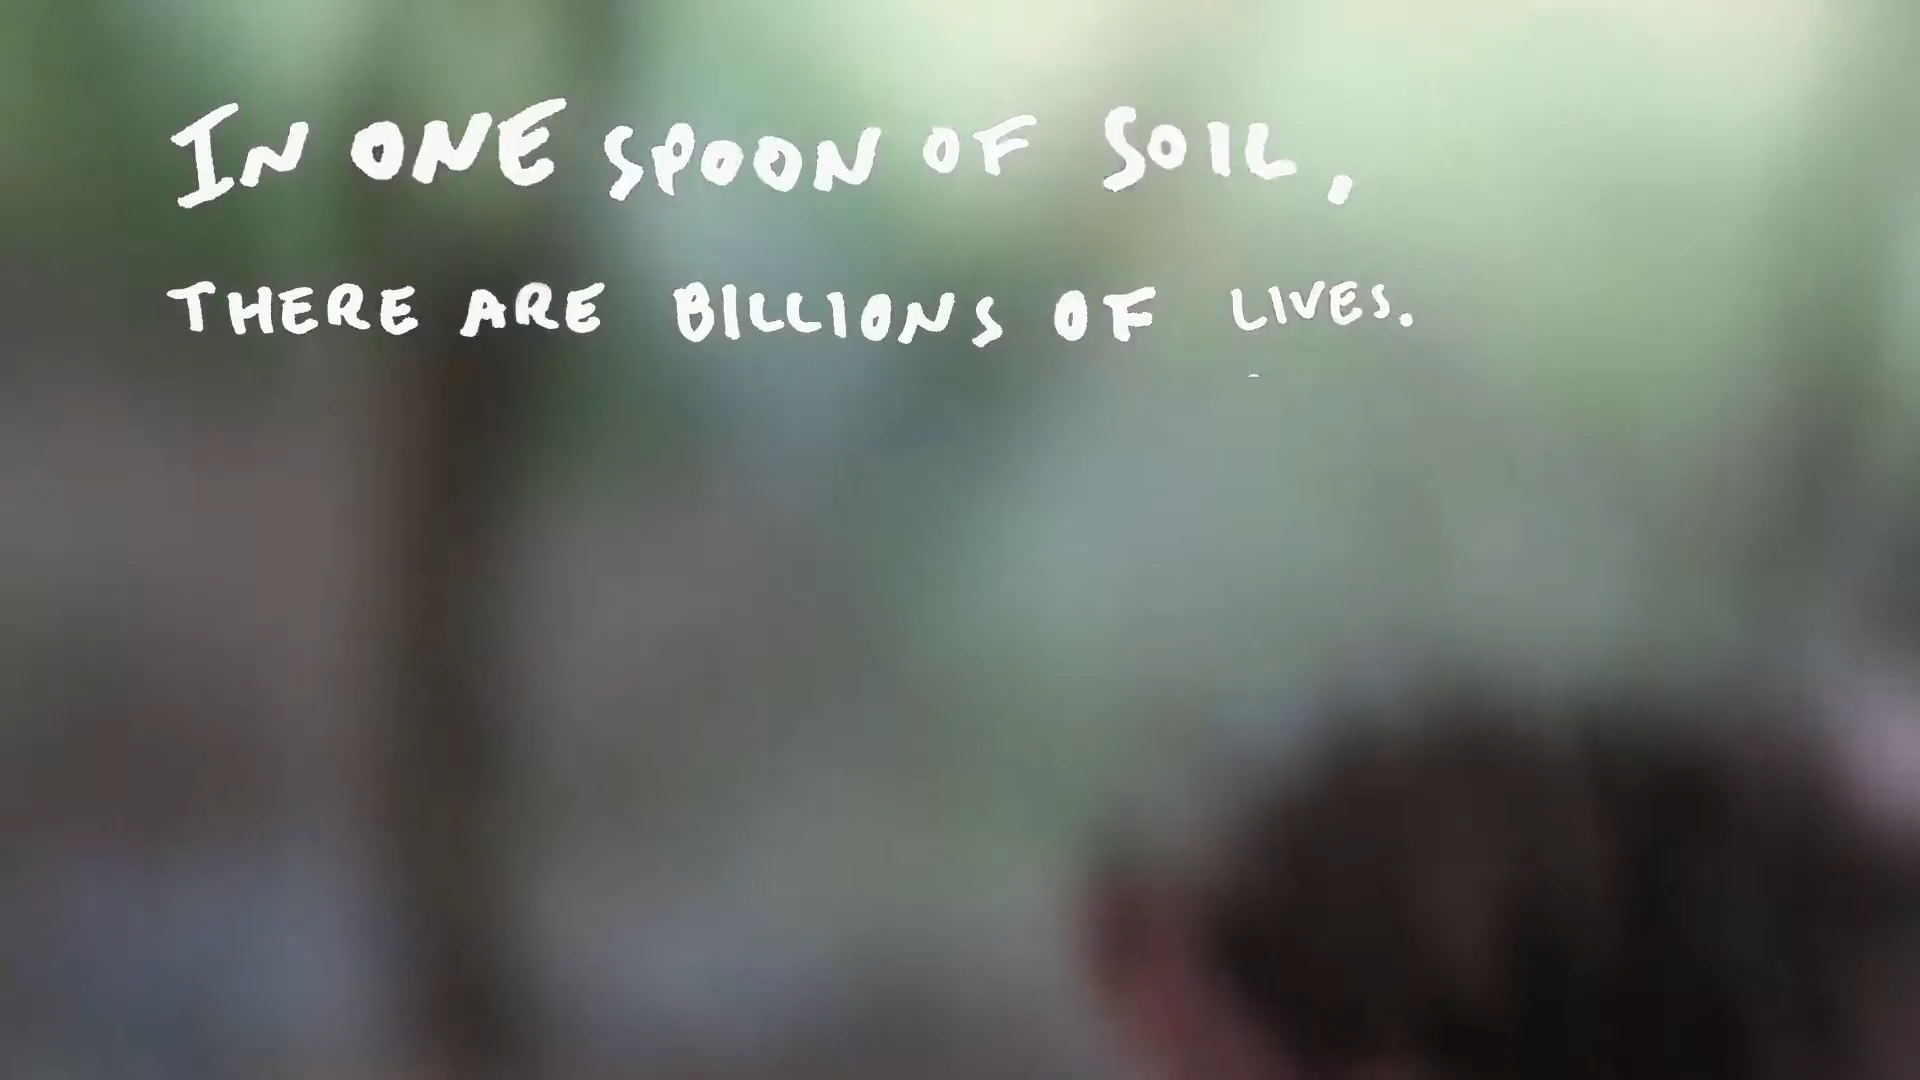 IN ONE SPOON OF SOIL,
THERE ARE BILLIONS OF LIVES.